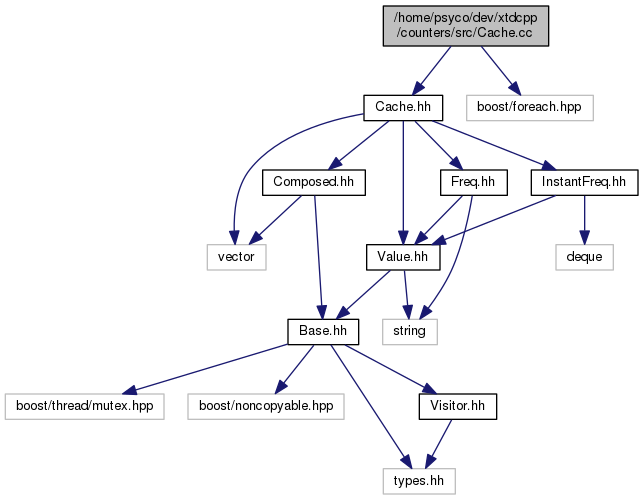 /home/psyco/dev/xtdcpp
/counters/src/Cache.cc
Cache.hh
boost/foreach.hpp
Composed.hh
Freq.hh
InstantFreq.hh
vector
Value.hh
deque
Base.hh
string
boost/thread/mutex.hpp
boost/noncopyable.hpp
Visitor.hh
types.hh